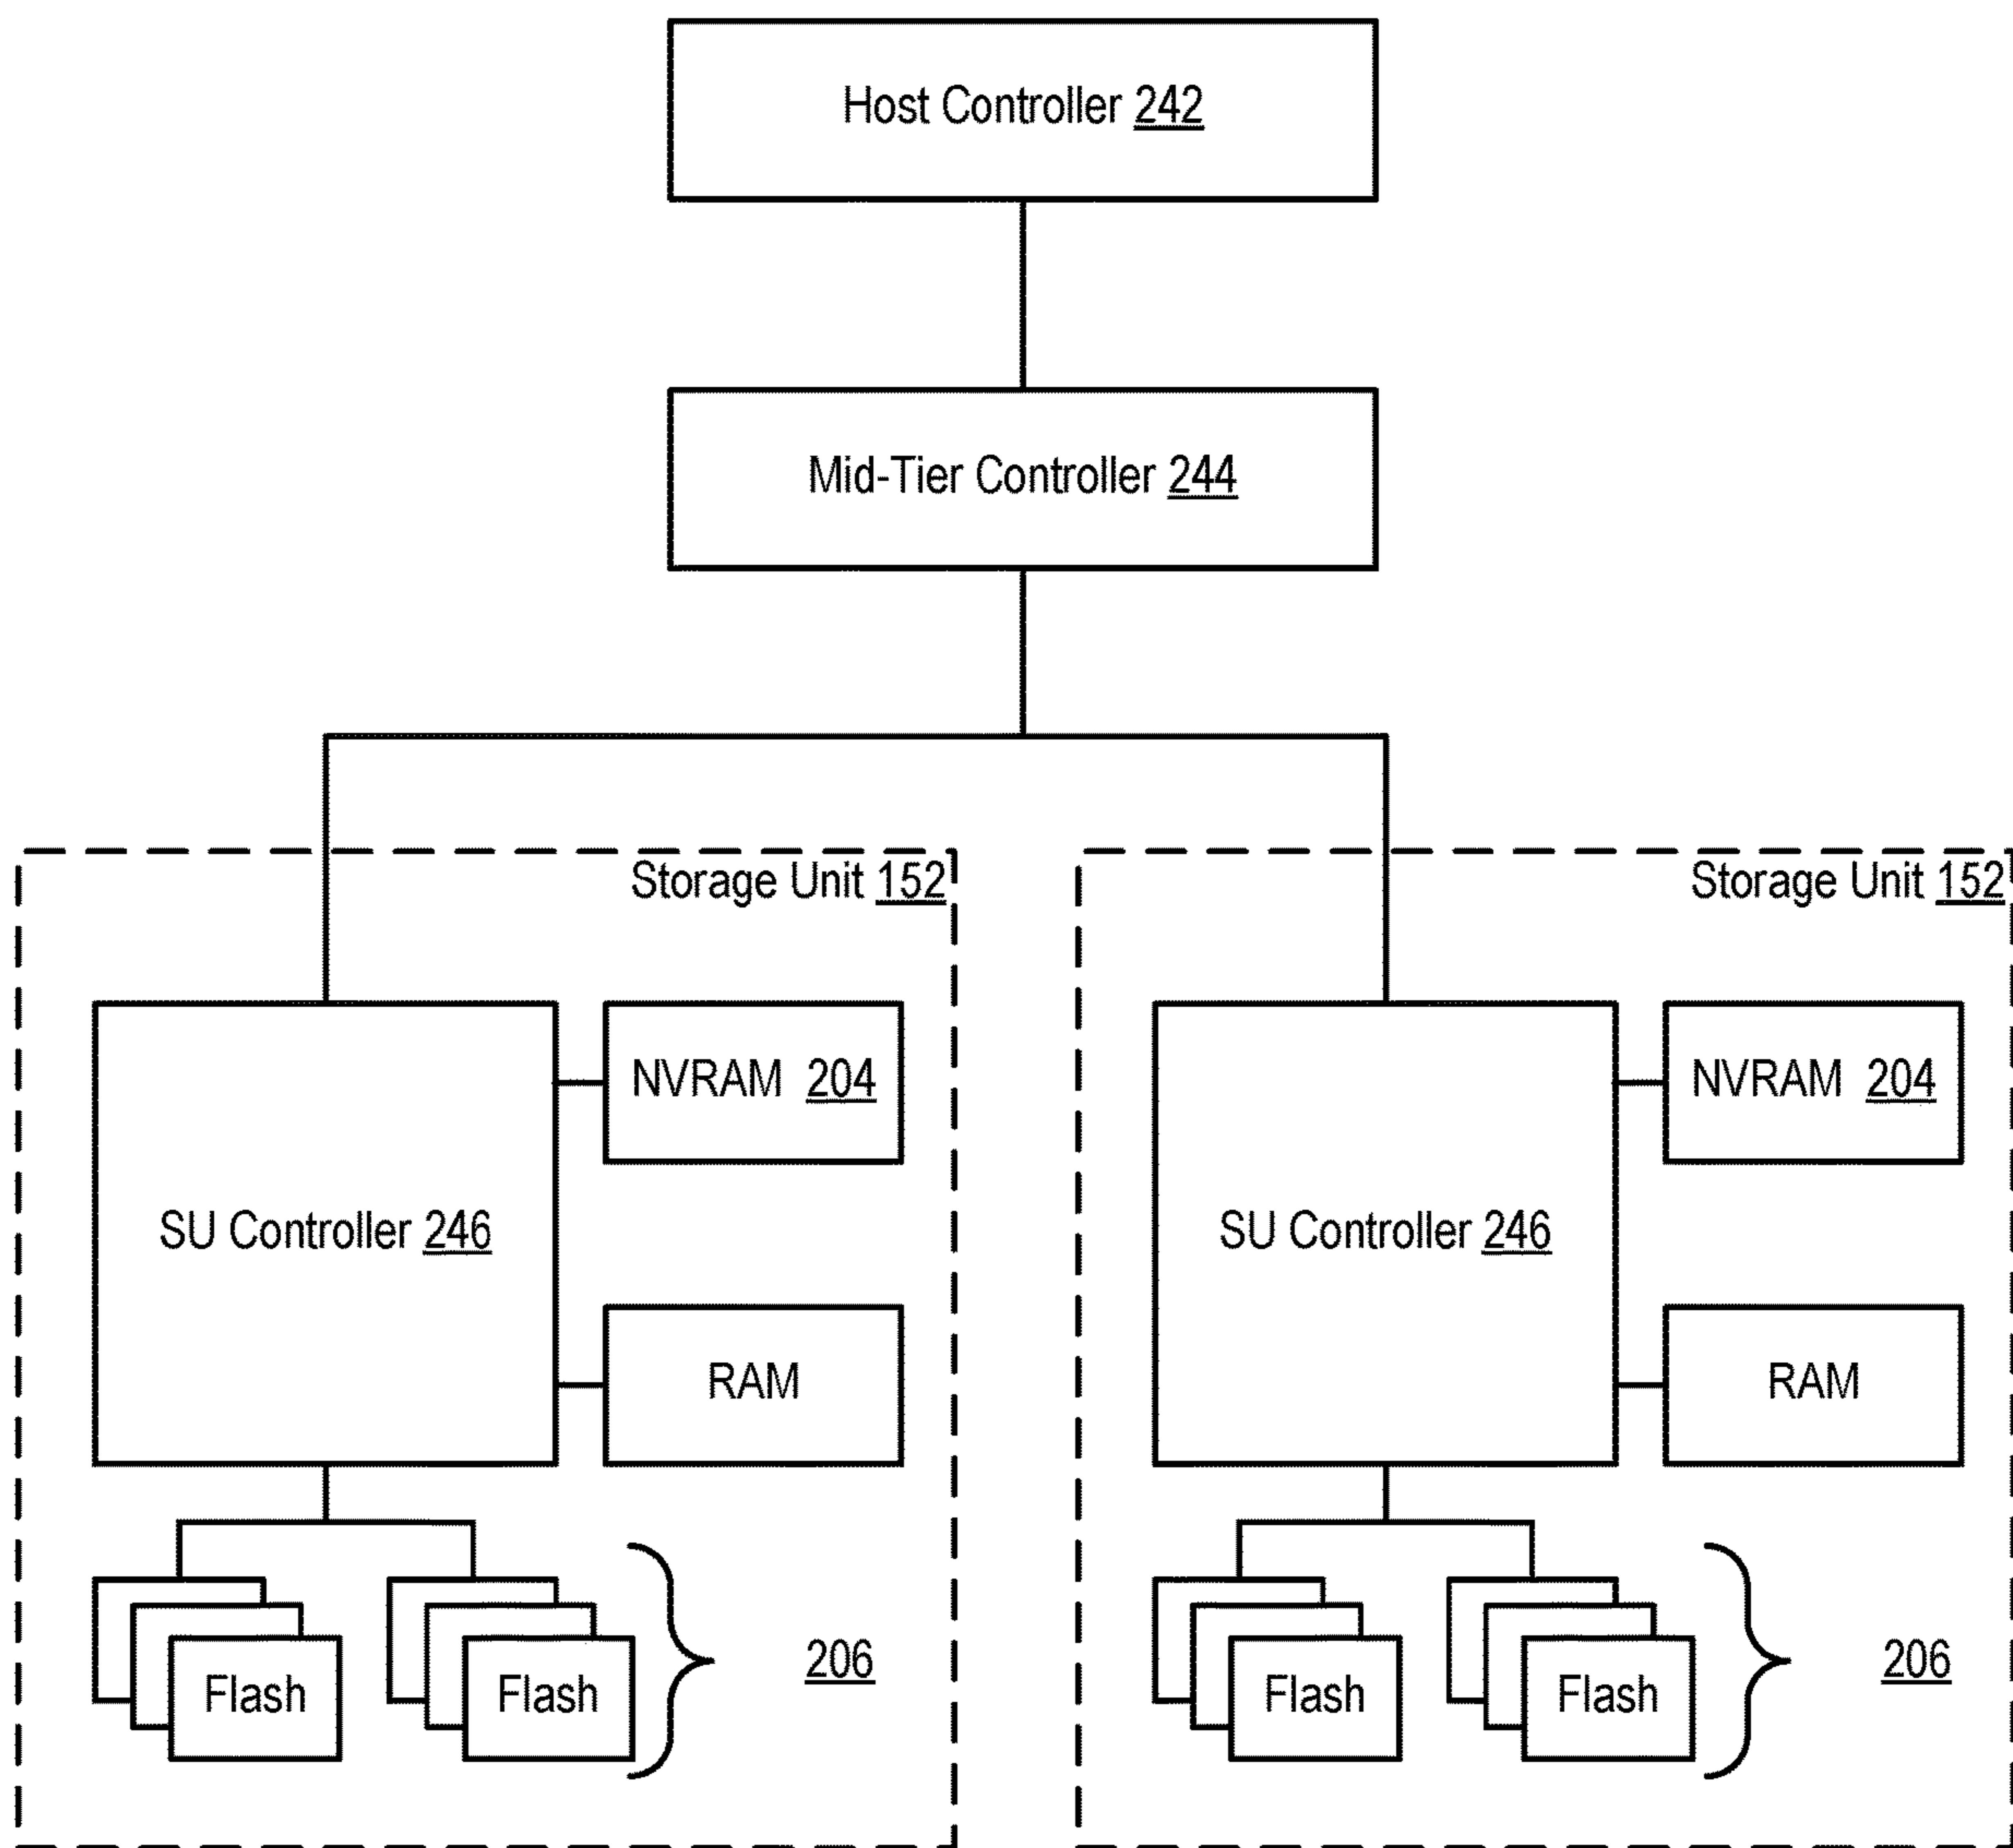 Host Controller 242
Mid-Tier Controller 244
Storage Unit 152
NVRAM 204
SU Controller 246
RAM
Flash
Flash
206
Storage Unit 152
NVRAM 204
SU Controller 246
RAM
Flash
Flash
206